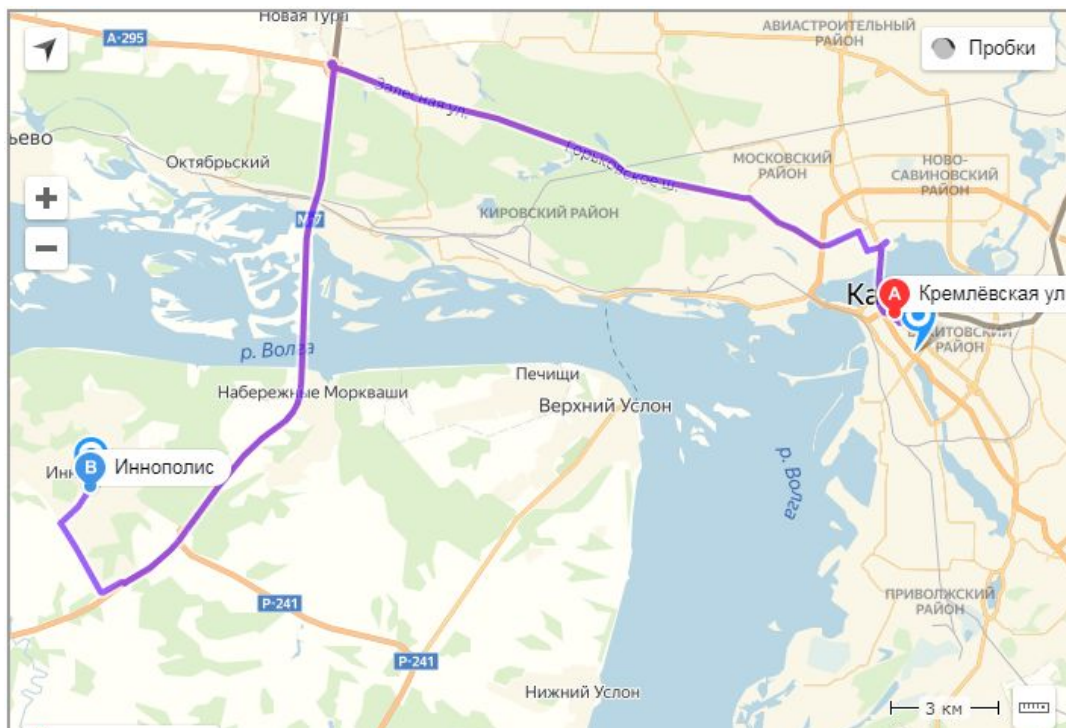 Новая Тура
АВИАСТРОИТЕЛЬНЫЙ
РАЙОН
А-295
Пробки
Залесная ул.
ьево
Октябрьский
Горьковское ш.
МОСКОВСКИЙ
РАЙОН
НОВО-
САВИНОВСКИЙ
РАЙОН
М-7
КИРОВСКИЙ РАЙОН
Ка
А
Кремлёвская ул
РАЙОН
р. Волга
Набережные Моркваши
Печищи
Верхний Услон
р. Волга
Инн
В
Иннополис
Р-241
Р-241
ПРИВОЛЖСКИЙ
РАЙОН
Нижний Услон
3 км